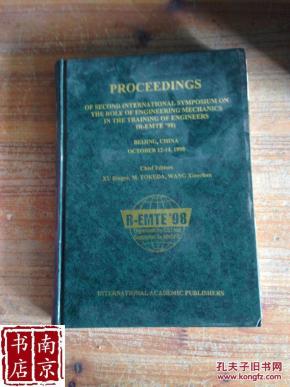 PROCEEDINGS
OF SECOND INTERNATIONAL SYMPOSIUM ON
THE ROLE OF ENGINEERING MECHANICS
IN THE TRAINING OF ENGINEERS
(R-EMTE '98)
BEIJING, CHINA
OCTOBER 12-14, 1998
Chief Editors
XU Bingye, M. TOKUDA, WANG Xiaochun
R-EMTE '98
INTERNATIONAL ACADEMIC PUBLISHERS
南京书店
孔夫子旧书网